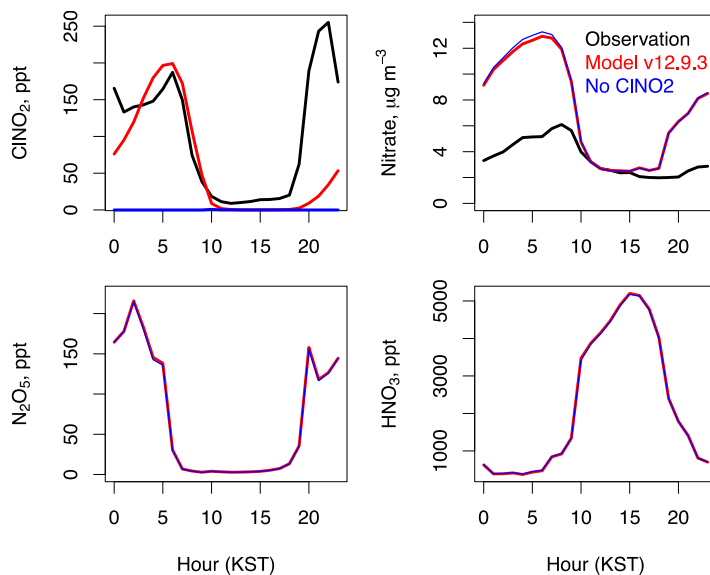 ClNO2, ppt
0
50
150
250
0 5 10 15 20
Nitrate, μg m−3
0
4
8
12
0 5 10 15 20
Observation
Model v12.9.3
No ClNO2
N2O5, ppt
0
50
150
0 5 10 15 20
Hour (KST)
HNO3, ppt
1000
3000
5000
0 5 10 15 20
Hour (KST)